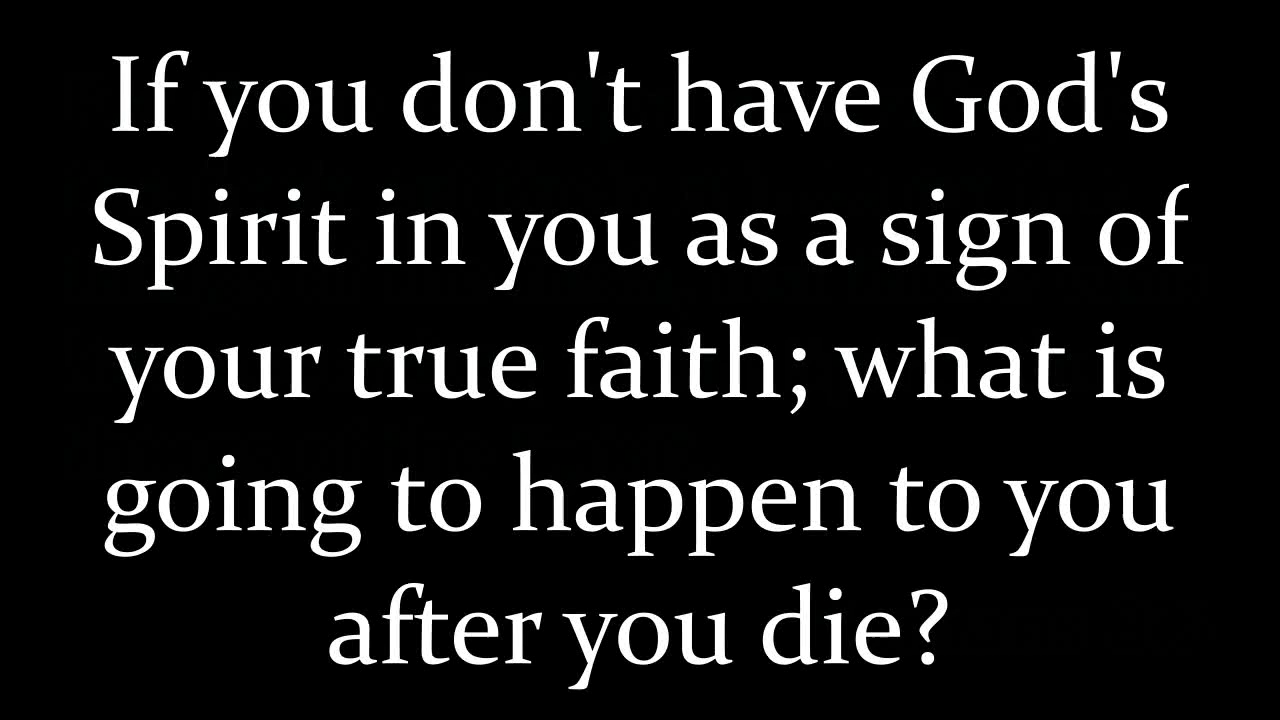 If you don't have God's
Spirit in you as a sign of
your true faith; what is
going to happen to you
after you die?